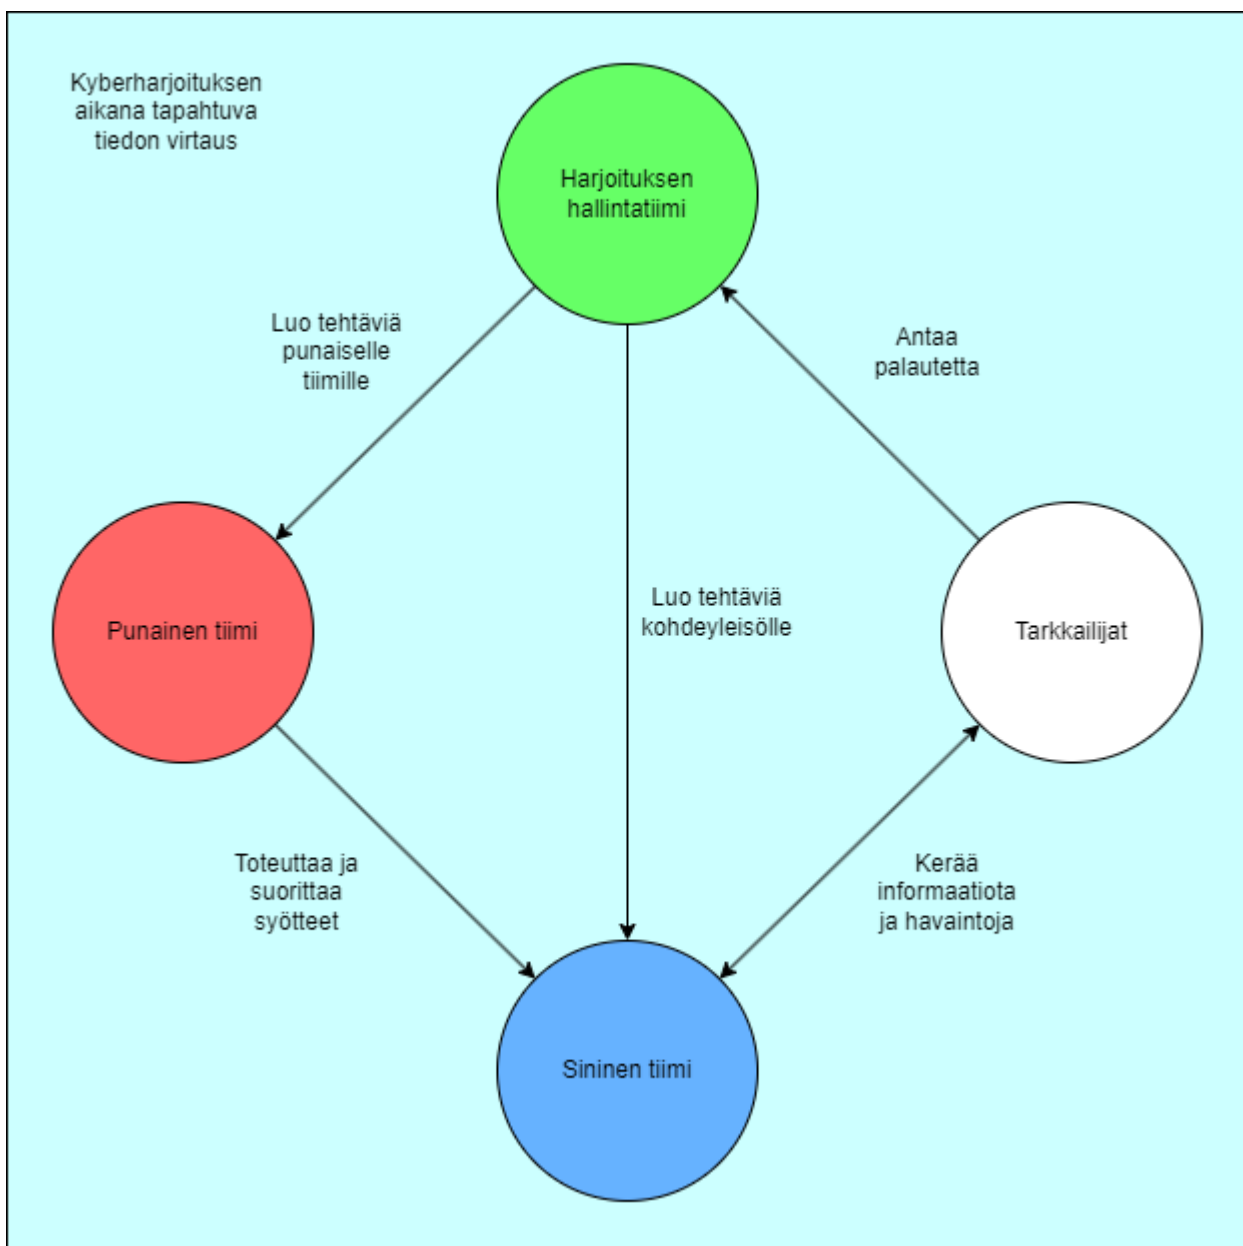 Kyberharjoituksen
aikana tapahtuva
tiedon virtaus
Harjoituksen
hallintatiimi
Luo tehtäviä
punaiselle
tiimille
Antaa
palautetta
Luo tehtäviä
kohdeyleisölle
Punainen tiimi
Tarkkailijat
Toteuttaa ja
suorittaa
syötteet
Kerää
informaatiota
ja havaintoja
Sininen tiimi